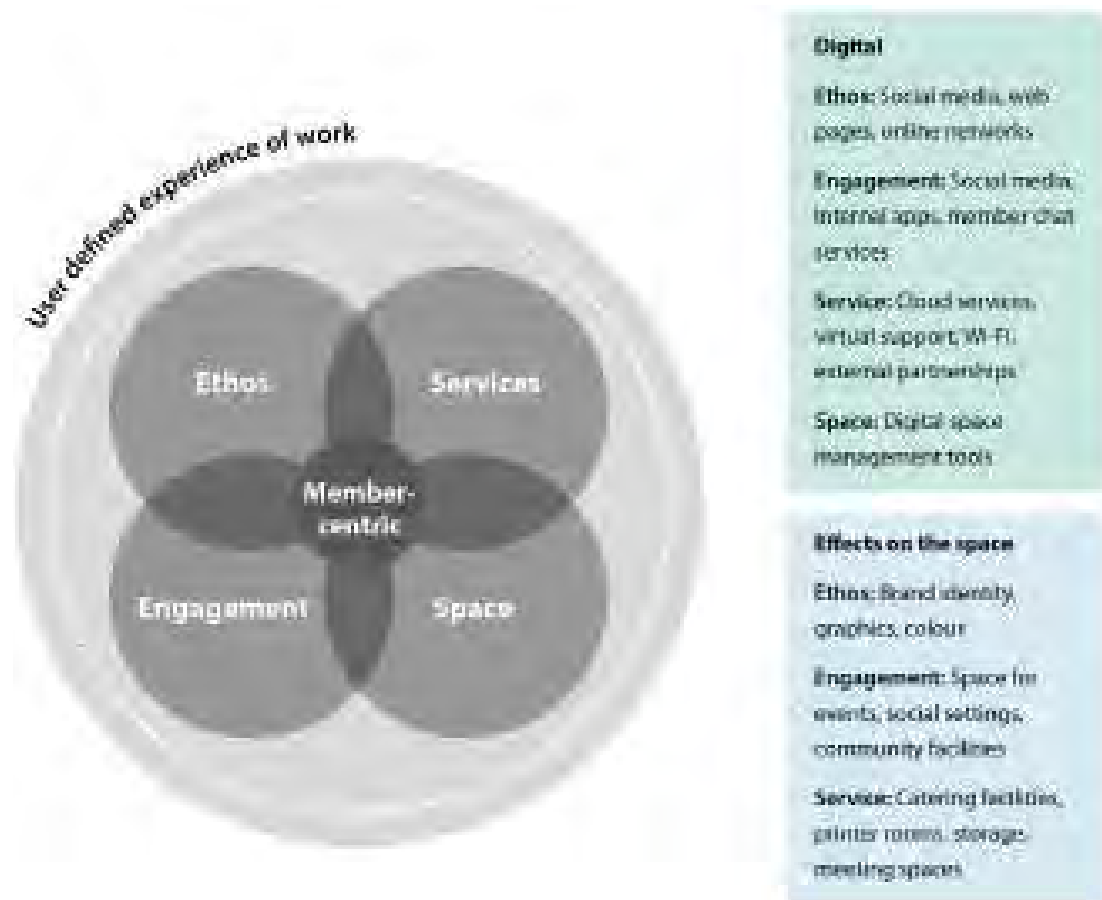 User defined experience of work
Ethos
Services
Member-
centric
Engagement
Space
Digital
Ethos: Social media, web
pages, online networks
Engagement: Social media,
internal apps, member chat
services
Service: Cloud services,
virtual support, Wi-Fi,
external partnerships
Space: Digital space
management tools
Effects on the space
Ethos: Brand identity,
graphics, colour
Engagement: Space for
events, social settings,
community facilities
Service: Catering facilities,
printer rooms, storage,
meeting spaces